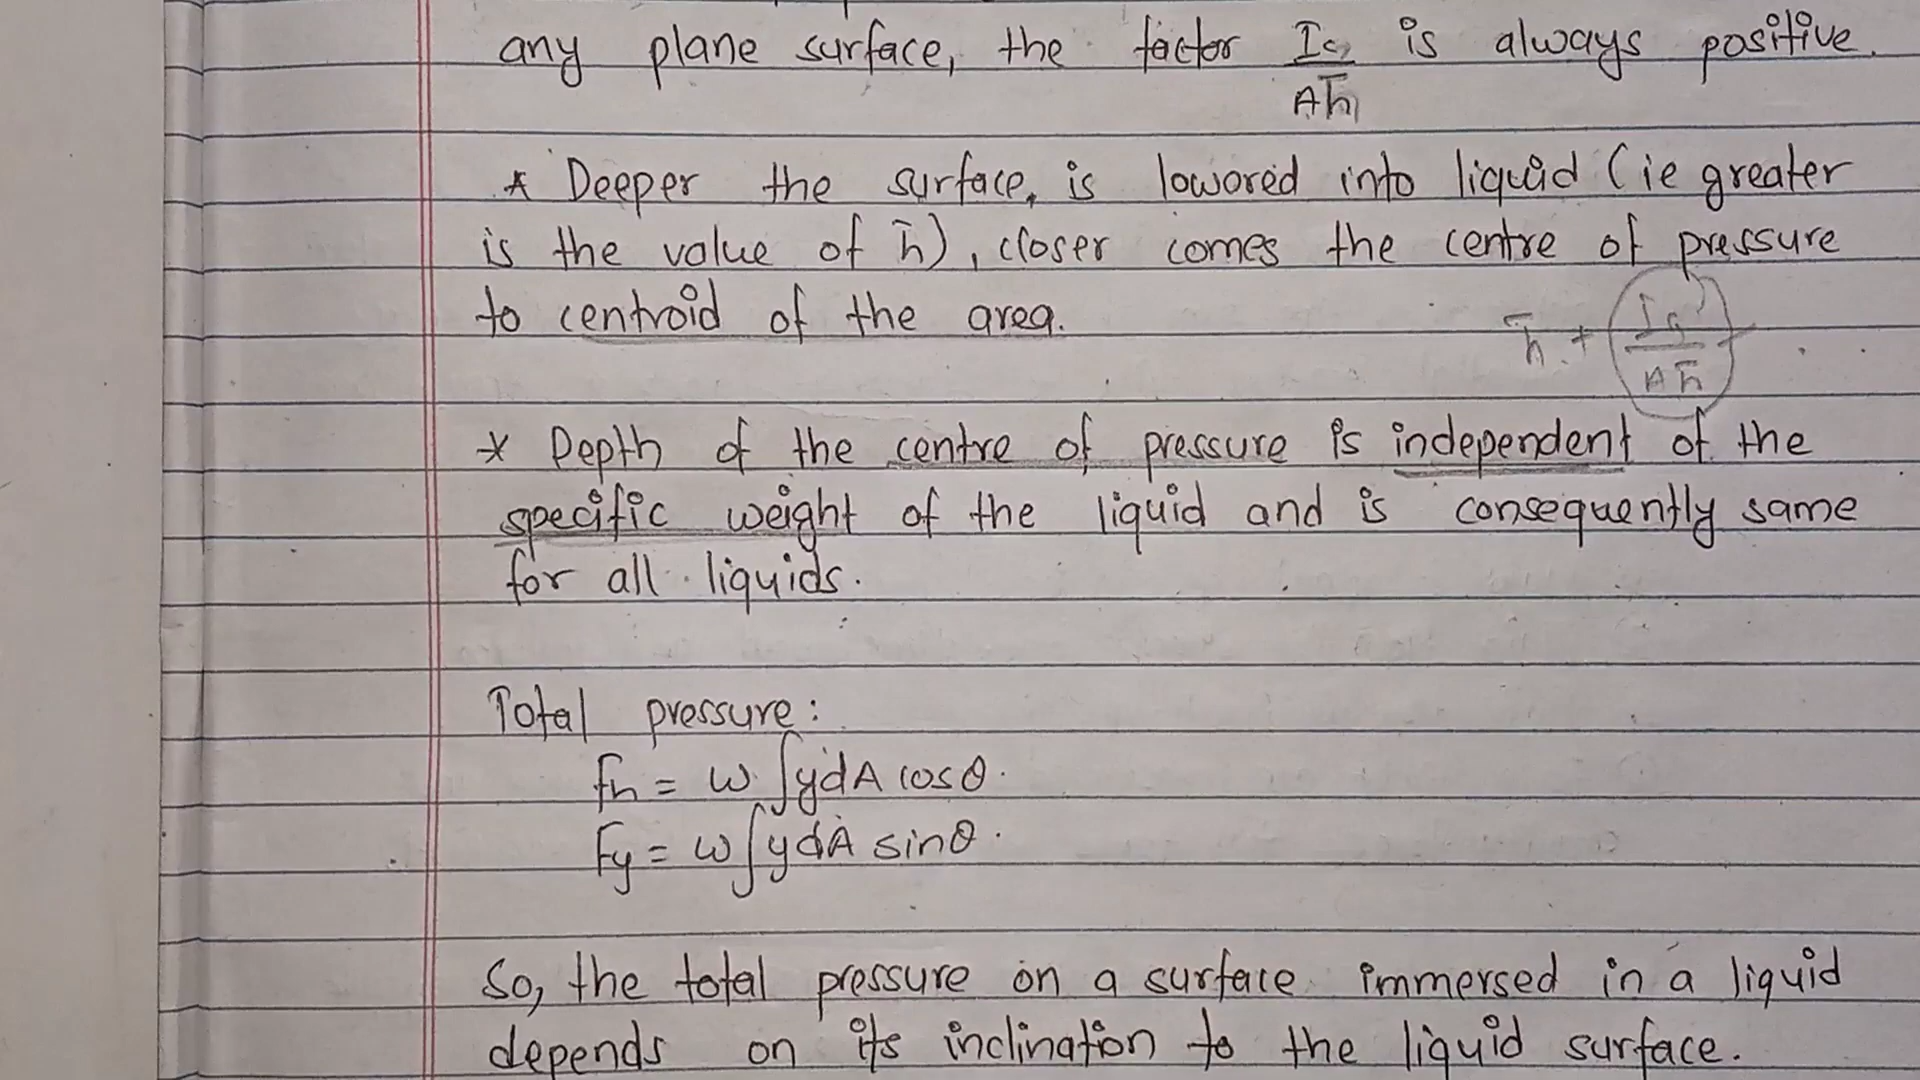 any plane surface, the factor IG/Ah̄ is always positive.
* Deeper the surface, is lowored into liquid (ie greater
is the value of h̄), closer comes the centre of pressure
to centroid of the area.
h̄ + IG/Ah̄
* Depth of the centre of pressure is independent of the
specific weight of the liquid and is consequently same
for all liquids.
Total pressure:
Fh = w ∫ydA cosθ.
Fy = w ∫ydA sinθ.
So, the total pressure on a surface immersed in a liquid
depends on its inclination to the liquid surface.